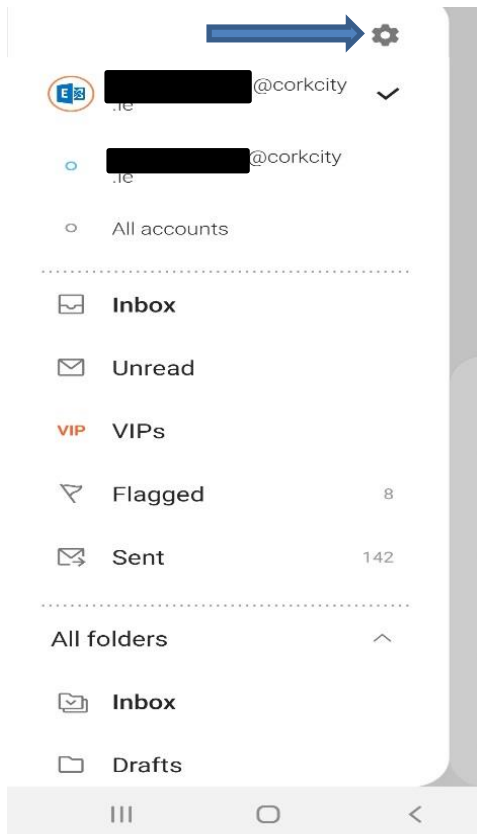 E
@corkcity
.ie
@corkcity
.ie
All accounts
Inbox
Unread
VIP VIPs
Flagged 8
Sent 142
All folders
Inbox
Drafts